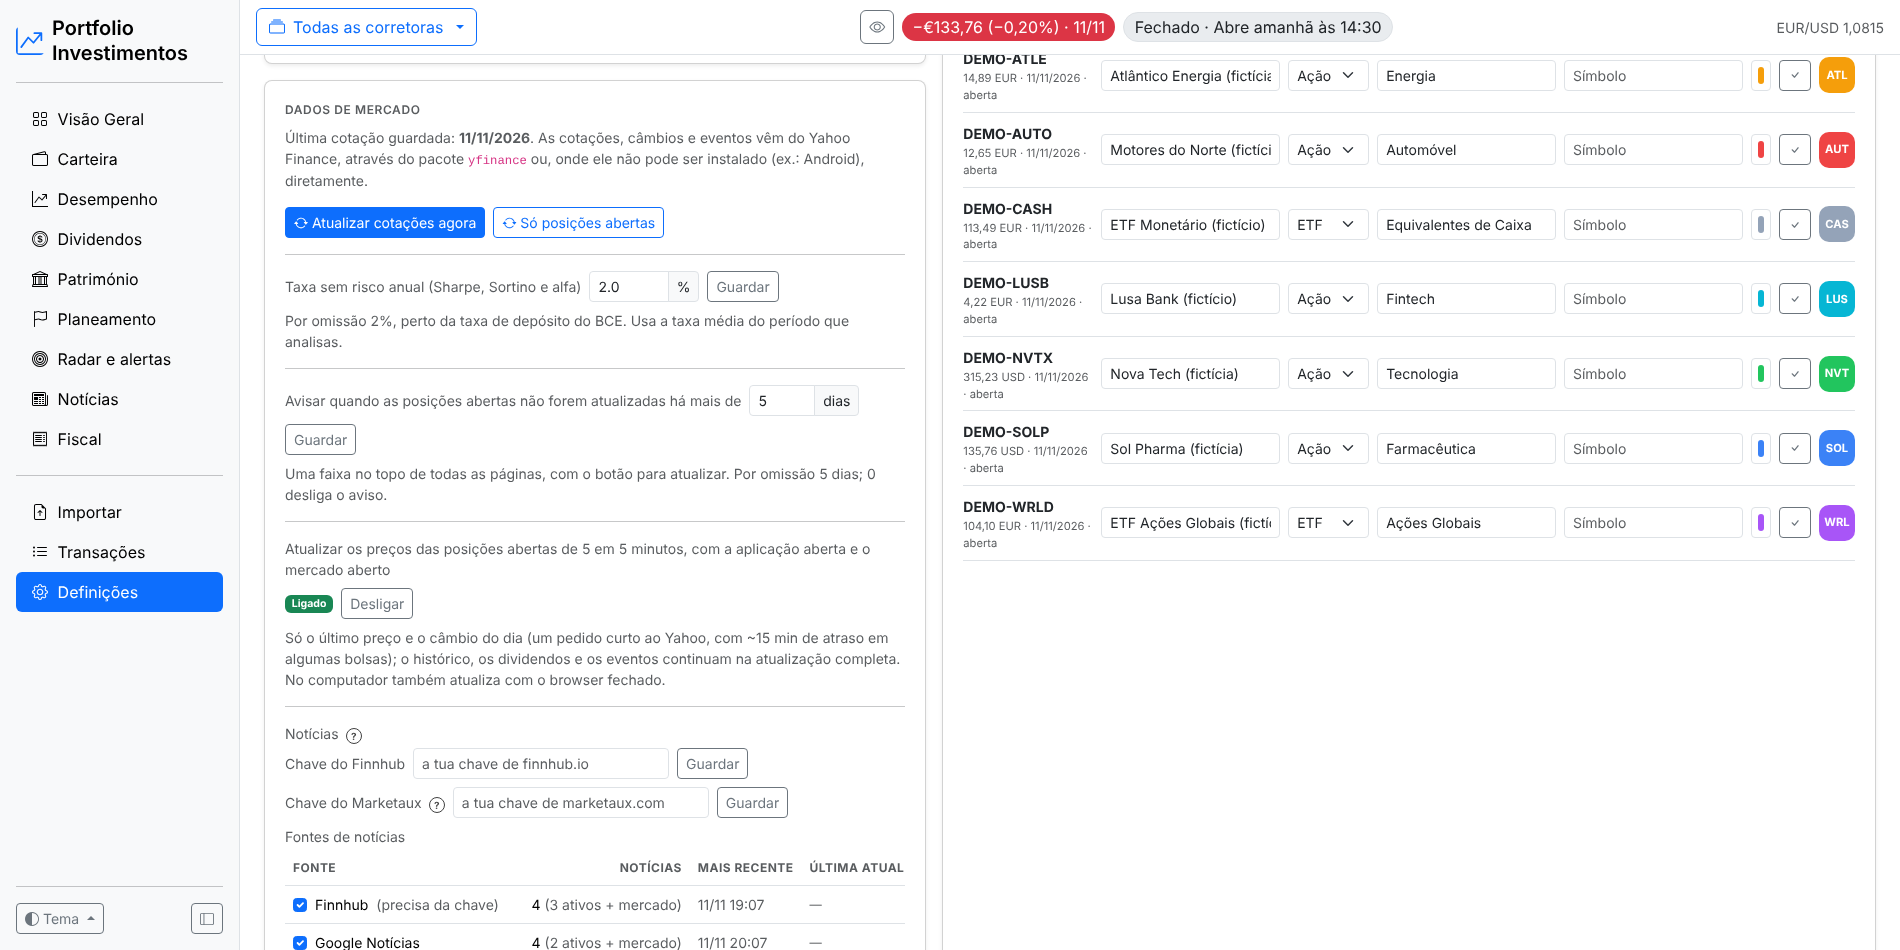 Portfolio
Investimentos
Visão Geral
Carteira
Desempenho
Dividendos
Património
Planeamento
Radar e alertas
Notícias
Fiscal
Importar
Transações
Definições
Tema
Todas as corretoras
−€133,76 (−0,20%) · 11/11
Fechado · Abre amanhã às 14:30
EUR/USD 1,0815
DADOS DE MERCADO
Última cotação guardada: 11/11/2026. As cotações, câmbios e eventos vêm do Yahoo
Finance, através do pacote yfinance ou, onde ele não pode ser instalado (ex.: Android),
diretamente.
Atualizar cotações agora
Só posições abertas
Taxa sem risco anual (Sharpe, Sortino e alfa) 2.0 % Guardar
Por omissão 2%, perto da taxa de depósito do BCE. Usa a taxa média do período que
analisas.
Avisar quando as posições abertas não forem atualizadas há mais de 5 dias
Guardar
Uma faixa no topo de todas as páginas, com o botão para atualizar. Por omissão 5 dias; 0
desliga o aviso.
Atualizar os preços das posições abertas de 5 em 5 minutos, com a aplicação aberta e o
mercado aberto
Ligado Desligar
Só o último preço e o câmbio do dia (um pedido curto ao Yahoo, com ~15 min de atraso em
algumas bolsas); o histórico, os dividendos e os eventos continuam na atualização completa.
No computador também atualiza com o browser fechado.
Notícias ?
Chave do Finnhub a tua chave de finnhub.io Guardar
Chave do Marketaux ? a tua chave de marketaux.com Guardar
Fontes de notícias
FONTE NOTÍCIAS MAIS RECENTE ÚLTIMA ATUAL
Finnhub (precisa da chave) 4 (3 ativos + mercado) 11/11 19:07 —
Google Notícias 4 (2 ativos + mercado) 11/11 20:07 —
DEMO-ATLE
14,89 EUR · 11/11/2026 ·
aberta
Atlântico Energia (fictícia Ação Energia Símbolo ATL
DEMO-AUTO
12,65 EUR · 11/11/2026 ·
aberta
Motores do Norte (fictíci Ação Automóvel Símbolo AUT
DEMO-CASH
113,49 EUR · 11/11/2026 ·
aberta
ETF Monetário (fictício) ETF Equivalentes de Caixa Símbolo CAS
DEMO-LUSB
4,22 EUR · 11/11/2026 ·
aberta
Lusa Bank (fictício) Ação Fintech Símbolo LUS
DEMO-NVTX
315,23 USD · 11/11/2026
· aberta
Nova Tech (fictícia) Ação Tecnologia Símbolo NVT
DEMO-SOLP
135,76 USD · 11/11/2026
· aberta
Sol Pharma (fictícia) Ação Farmacêutica Símbolo SOL
DEMO-WRLD
104,10 EUR · 11/11/2026 ·
aberta
ETF Ações Globais (fictí ETF Ações Globais Símbolo WRL